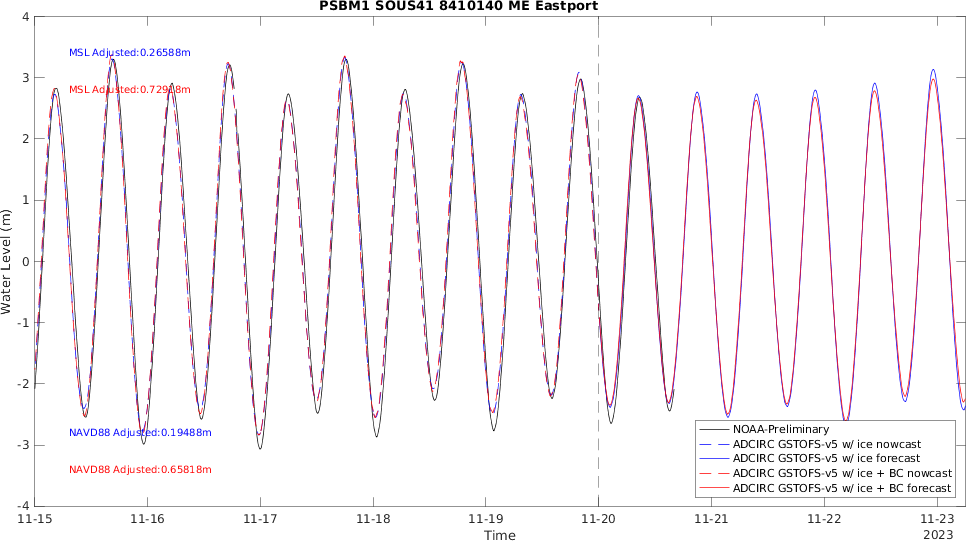 PSBM1 SOUS41 8410140 ME Eastport
4
3
2
1
0
-1
-2
-3
-4
Water Level (m)
MSL Adjusted:0.26588m
MSL Adjusted:0.72918m
NAVD88 Adjusted:0.19488m
NAVD88 Adjusted:0.65818m
NOAA-Preliminary
ADCIRC GSTOFS-v5 w/ ice nowcast
ADCIRC GSTOFS-v5 w/ ice forecast
ADCIRC GSTOFS-v5 w/ ice + BC nowcast
ADCIRC GSTOFS-v5 w/ ice + BC forecast
11-15 11-16 11-17 11-18 11-19 11-20 11-21 11-22 11-23
Time
2023